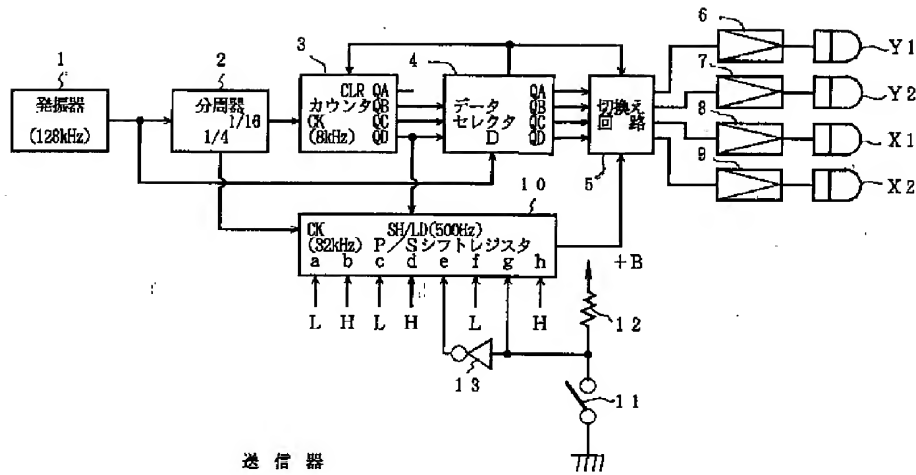 1
発振器
(128kHz)
2
分周器
1/16
1/4
3
CLR QA
カウンタ QB
CK QC
(8kHz) QD
4
データ
セレクタ
D
QA
QB
QC
QD
切換え
回路
5
6
7
8
9
Y1
Y2
X1
X2
10
CK SH/LD(500Hz)
(32kHz) P/Sシフトレジスタ
a b c d e f g h
L H L H L H
+B
12
13
11
送信器